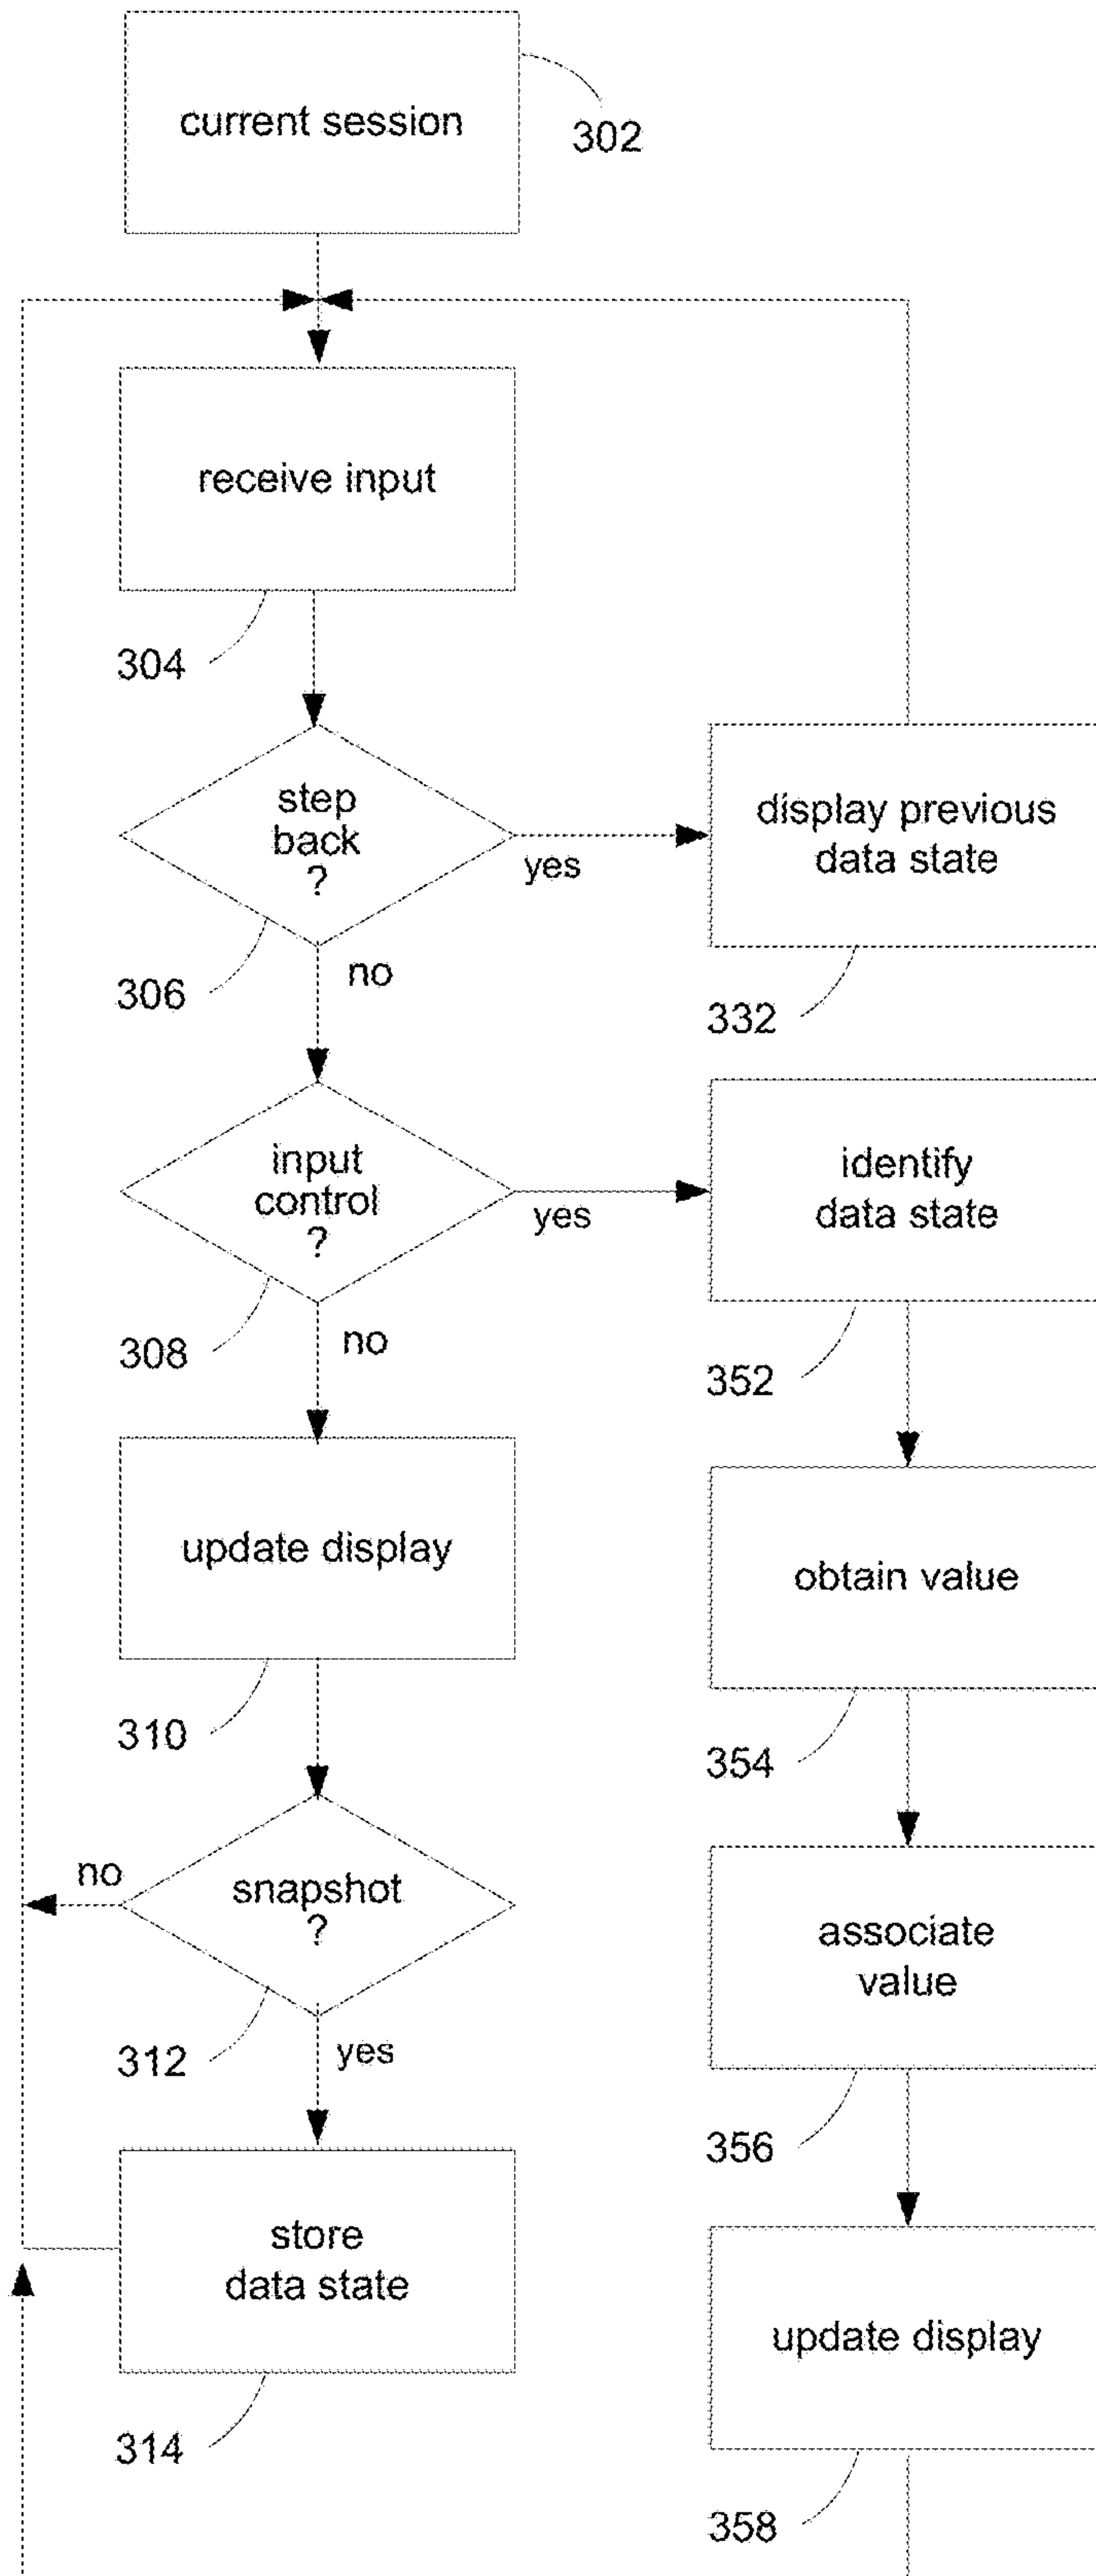 current session
302
receive input
304
step
back
?
yes
306
no
display previous
data state
332
input
control
?
yes
308
no
identify
data state
352
update display
310
obtain value
354
snapshot
?
no
312
yes
associate
value
356
store
data state
314
update display
358